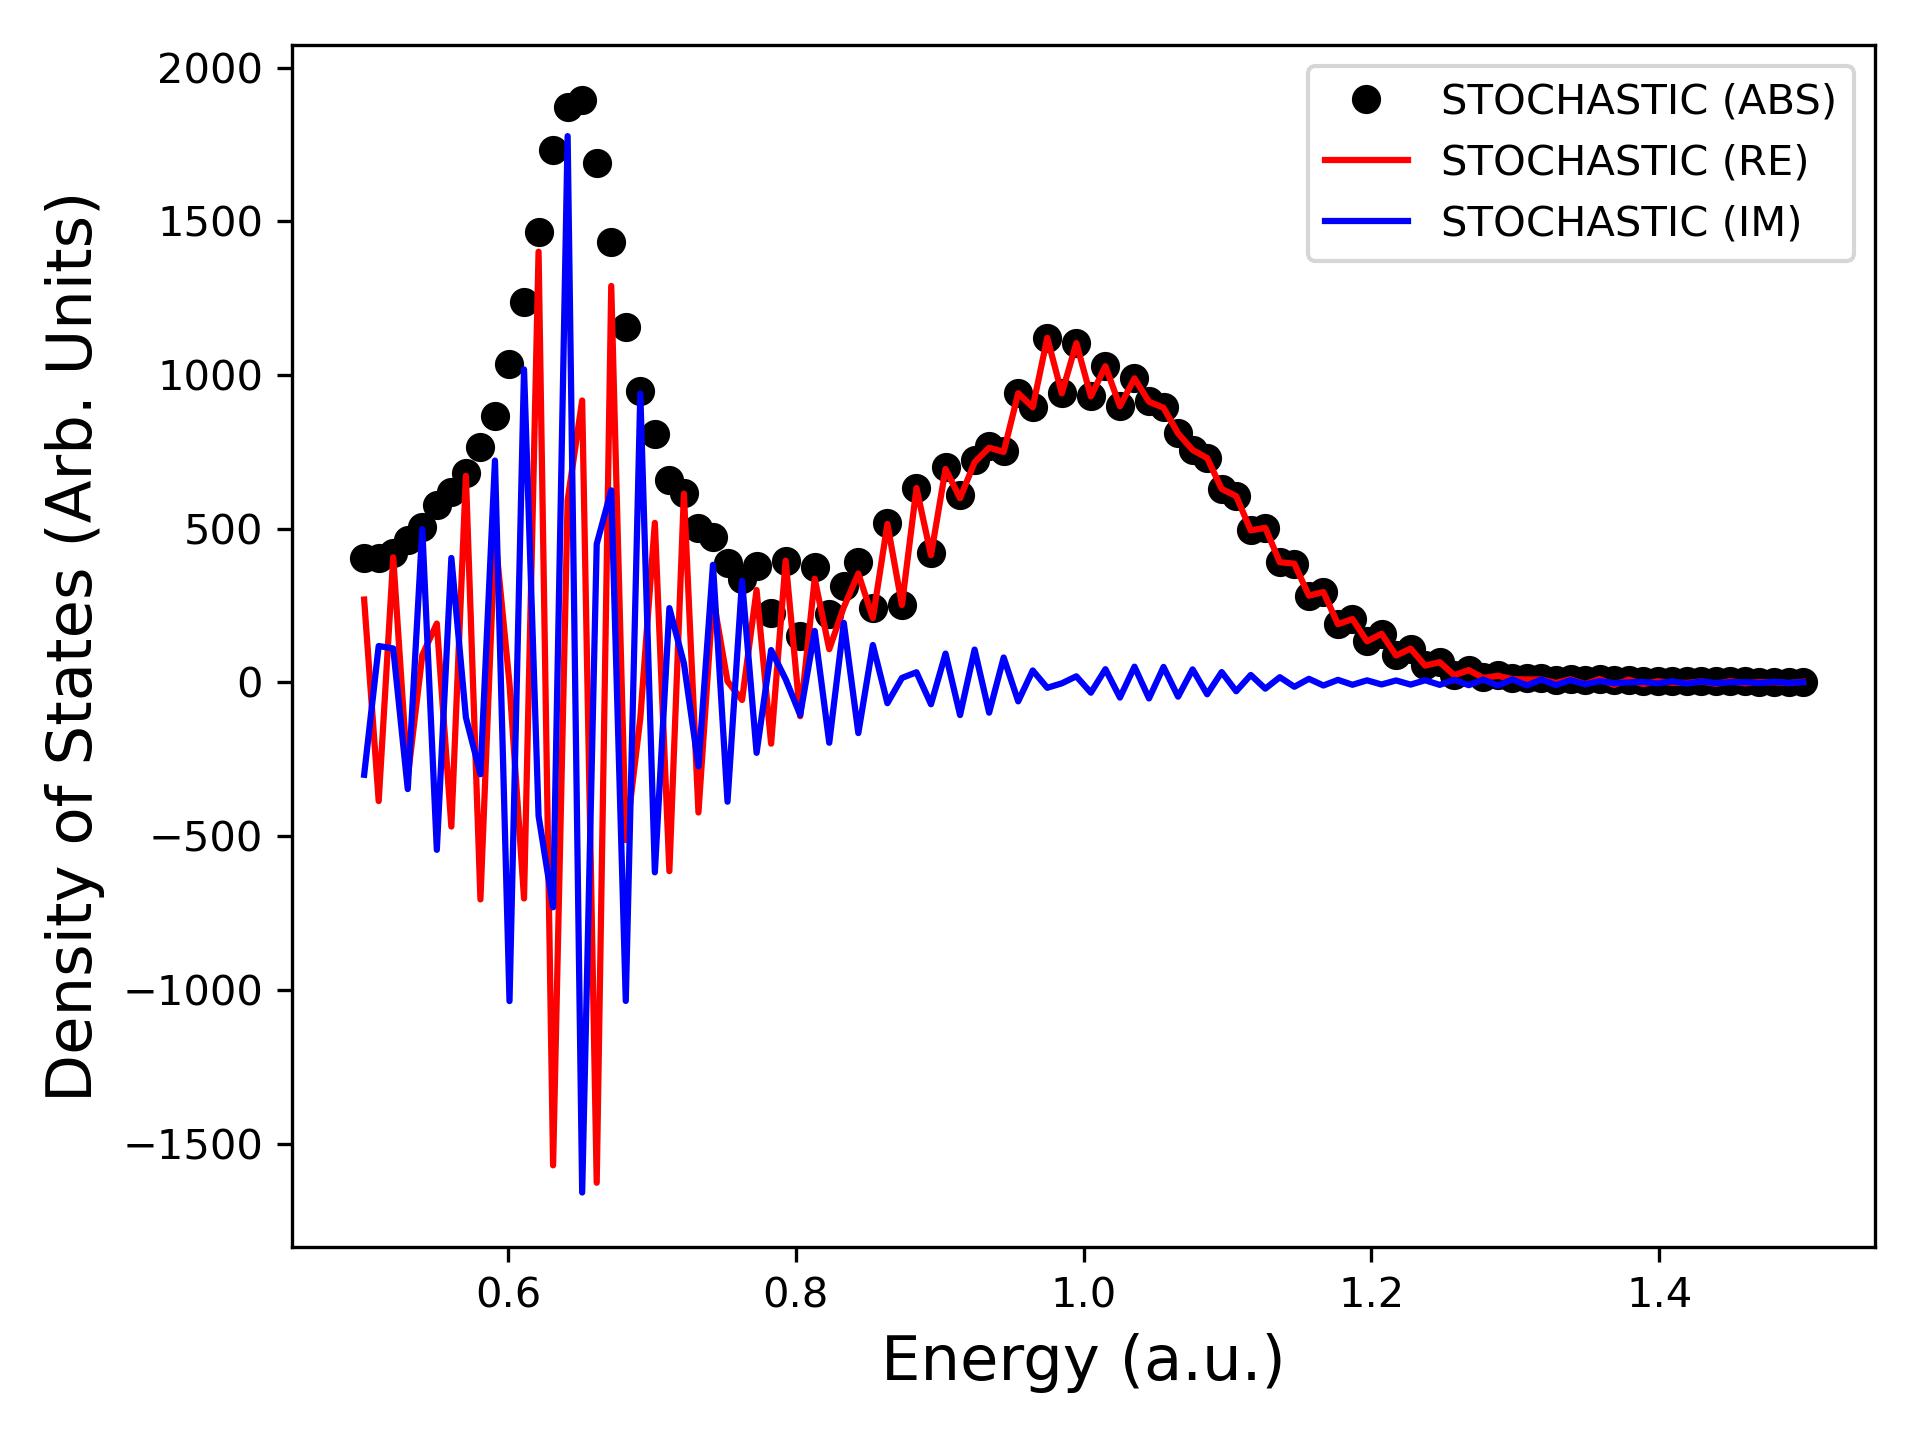 2000
1500
1000
500
0
−500
−1000
−1500
Density of States (Arb. Units)
STOCHASTIC (ABS)
STOCHASTIC (RE)
STOCHASTIC (IM)
0.6 0.8 1.0 1.2 1.4
Energy (a.u.)